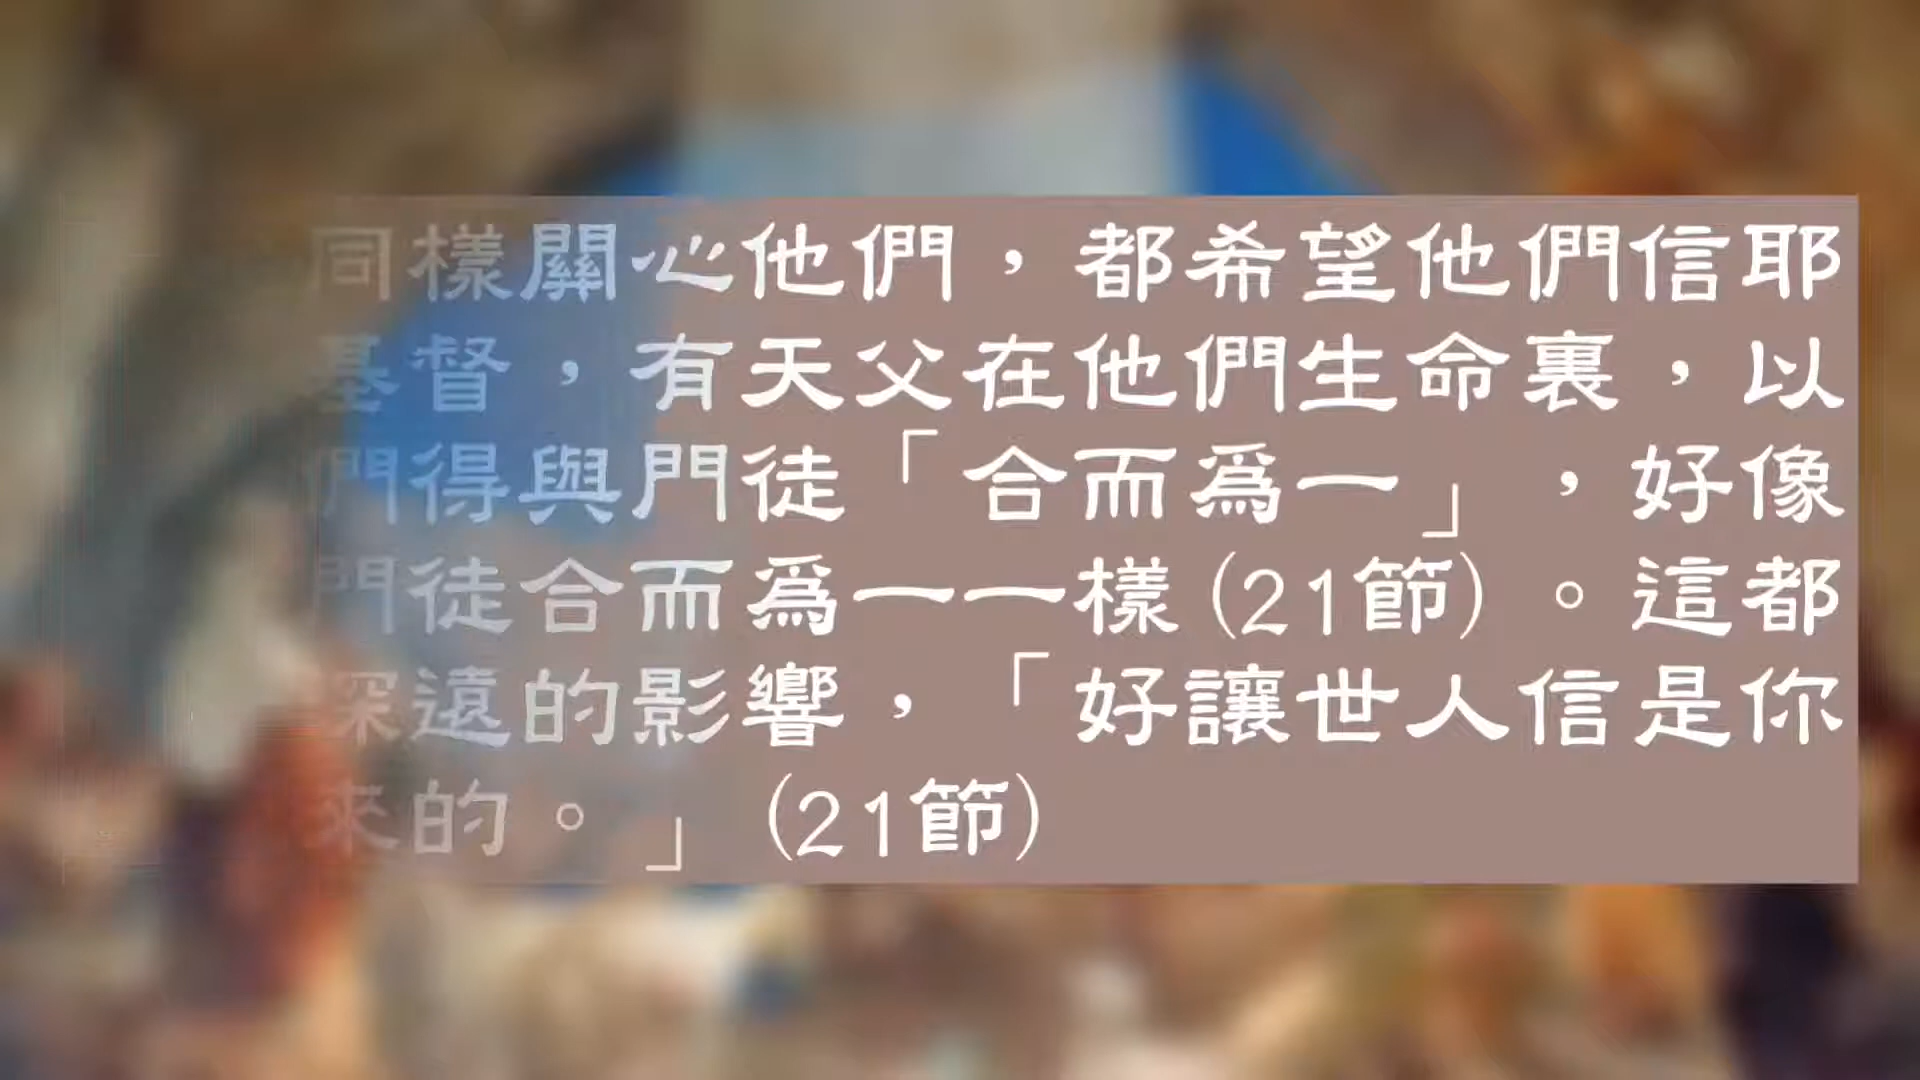 同樣關心他們，都希望他們信耶
基督，有天父在他們生命裏，以
門得與門徒「合而爲一」，好像
門徒合而爲一一樣(21節)。這都
深遠的影響，「好讓世人信是你
來的。」(21節)